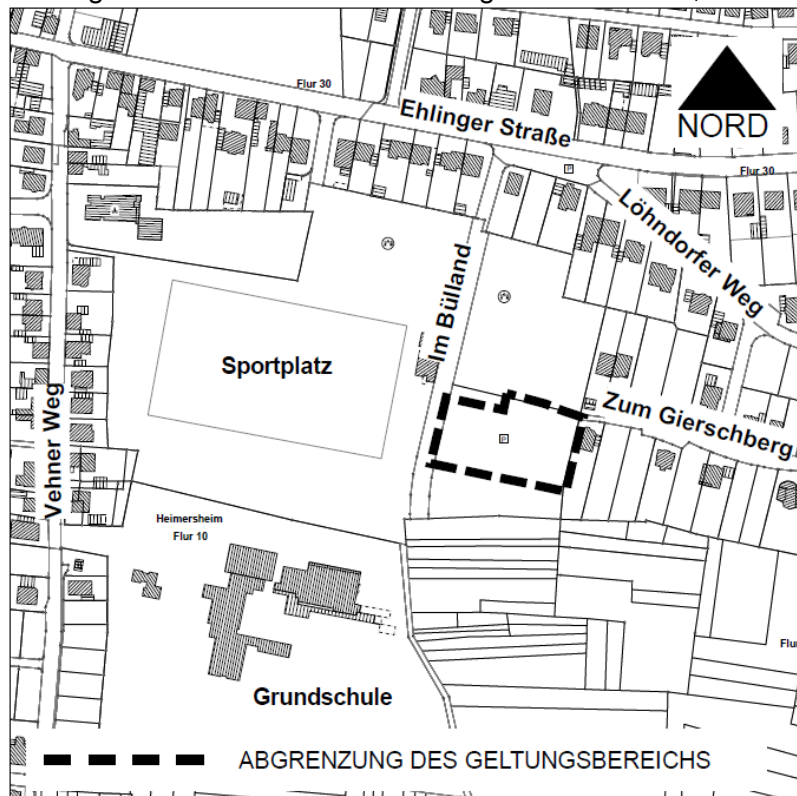 Flur 30
Ehlinger Straße
NORD
Flur 30
Löhndorfer Weg
Im Bülland
Sportplatz
Zum Gierschberg
Vehner Weg
P
P
Heimersheim
Flur 10
Flur
Grundschule
ABGRENZUNG DES GELTUNGSBEREICHS